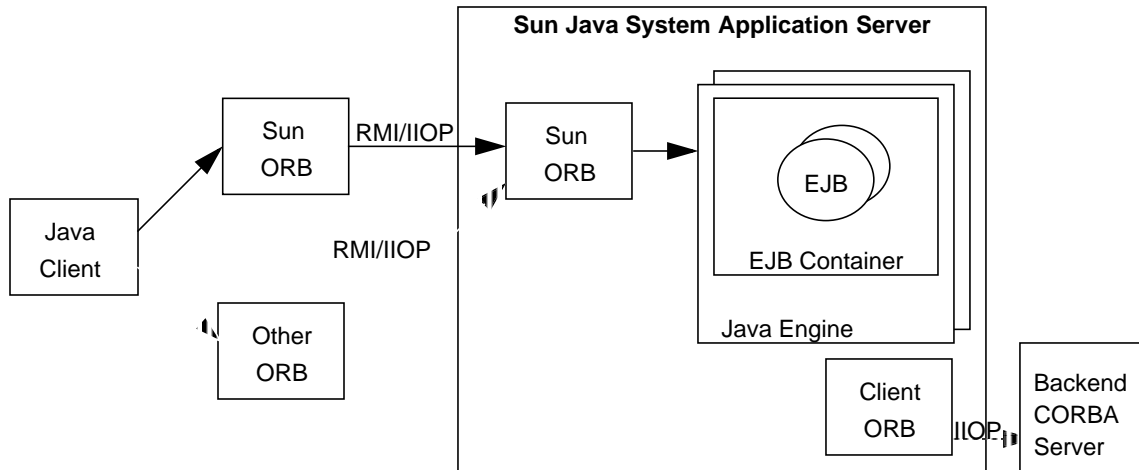 Sun Java System Application Server
Sun
ORB
RMI/IIOP
Sun
ORB
EJB
EJB Container
Java Engine
Java
Client
RMI/IIOP
Other
ORB
Client
ORB
IIOP
Backend
CORBA
Server